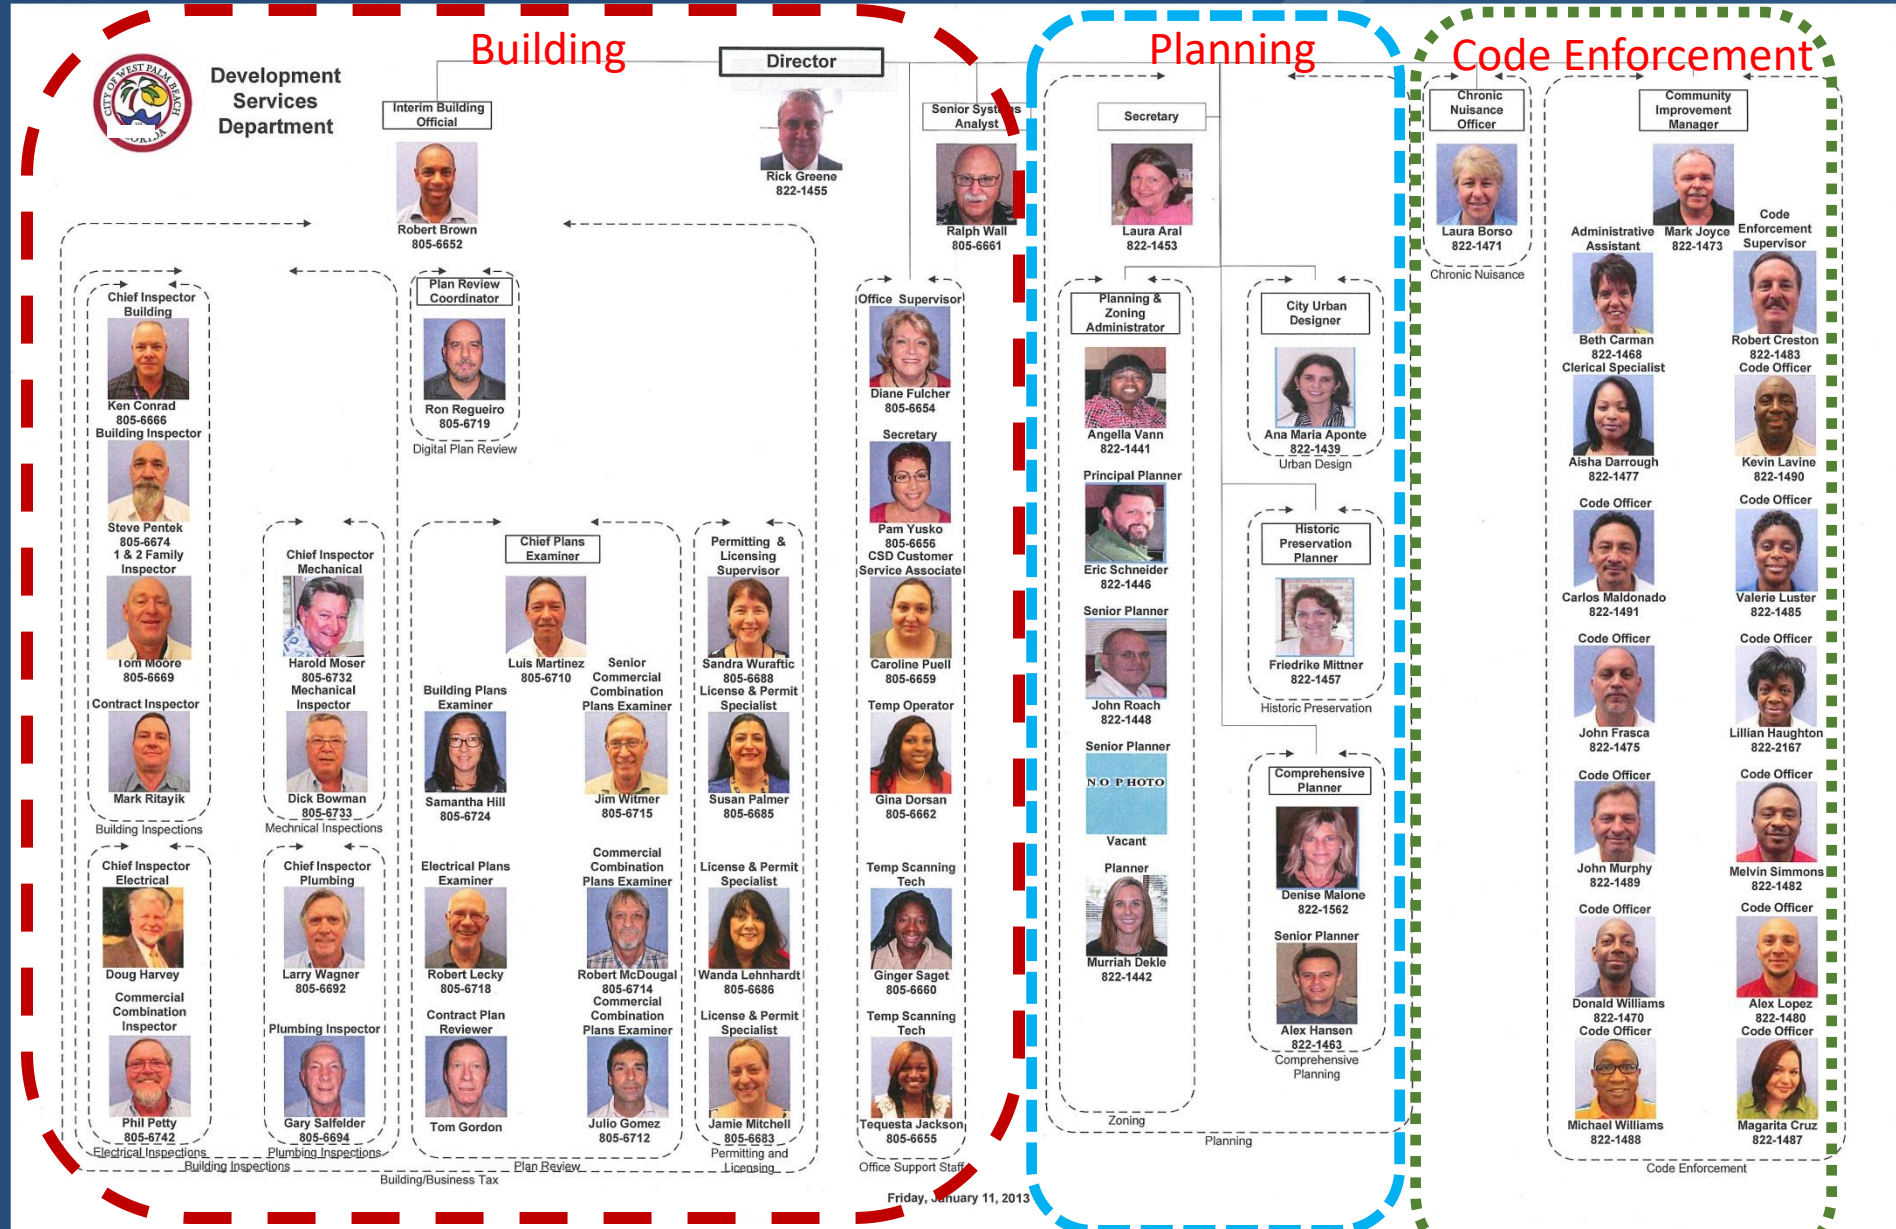 Building
Planning
Code Enforcement
CITY OF WEST PALM BEACH
Development
Services
Department
Director
Rick Greene
822-1455
Interim Building
Official
Robert Brown
805-6652
Senior Systems
Analyst
Ralph Wall
805-6661
Chief Inspector
Building
Ken Conrad
805-6666
Building Inspector
Steve Pentek
805-6674
1 & 2 Family
Inspector
Tom Moore
805-6669
Contract Inspector
Mark Ritayik
Building Inspections
Chief Inspector
Electrical
Doug Harvey
Commercial
Combination
Inspector
Phil Petty
805-6742
Electrical Inspections
Chief Inspector
Mechanical
Harold Moser
805-6732
Mechanical
Inspector
Dick Bowman
805-6733
Mechnical Inspections
Chief Inspector
Plumbing
Larry Wagner
805-6692
Plumbing Inspector
Gary Salfelder
805-6694
Plumbing Inspections
Building Inspections
Plan Review
Coordinator
Ron Regueiro
805-6719
Digital Plan Review
Chief Plans
Examiner
Luis Martinez
805-6710
Building Plans
Examiner
Samantha Hill
805-6724
Electrical Plans
Examiner
Robert Lecky
805-6718
Contract Plan
Reviewer
Tom Gordon
Senior
Commercial
Combination
Plans Examiner
Jim Witmer
805-6715
Commercial
Combination
Plans Examiner
Robert McDougal
805-6714
Commercial
Combination
Plans Examiner
Julio Gomez
805-6712
Plan Review
Permitting &
Licensing
Supervisor
Sandra Wuraftic
805-6688
License & Permit
Specialist
Susan Palmer
805-6685
License & Permit
Specialist
Wanda Lehnhardt
805-6686
License & Permit
Specialist
Jamie Mitchell
805-6683
Permitting and
Licensing
Building/Business Tax
Office Supervisor
Diane Fulcher
805-6654
Secretary
Pam Yusko
805-6656
CSD Customer
Service Associate
Caroline Puell
805-6659
Temp Operator
Gina Dorsan
805-6662
Temp Scanning
Tech
Ginger Saget
805-6660
Temp Scanning
Tech
Tequesta Jackson
805-6655
Office Support Staff
Friday, January 11, 2013
Secretary
Laura Aral
822-1453
Planning &
Zoning
Administrator
Angella Vann
822-1441
Principal Planner
Eric Schneider
822-1446
Senior Planner
John Roach
822-1448
Senior Planner
NO PHOTO
Vacant
Planner
Murriah Dekle
822-1442
Zoning
City Urban
Designer
Ana Maria Aponte
822-1439
Urban Design
Historic
Preservation
Planner
Friedrike Mittner
822-1457
Historic Preservation
Comprehensive
Planner
Denise Malone
822-1562
Senior Planner
Alex Hansen
822-1463
Comprehensive
Planning
Planning
Chronic
Nuisance
Officer
Laura Borso
822-1471
Chronic Nuisance
Community
Improvement
Manager
Mark Joyce
822-1473
Administrative
Assistant
Beth Carman
822-1468
Code
Enforcement
Supervisor
Robert Creston
822-1483
Clerical Specialist
Aisha Darrough
822-1477
Code Officer
Kevin Lavine
822-1490
Code Officer
Carlos Maldonado
822-1491
Code Officer
Valerie Luster
822-1485
Code Officer
John Frasca
822-1475
Code Officer
Lillian Haughton
822-2167
Code Officer
John Murphy
822-1489
Code Officer
Melvin Simmons
822-1482
Code Officer
Donald Williams
822-1470
Code Officer
Alex Lopez
822-1480
Code Officer
Michael Williams
822-1488
Code Officer
Magarita Cruz
822-1487
Code Enforcement